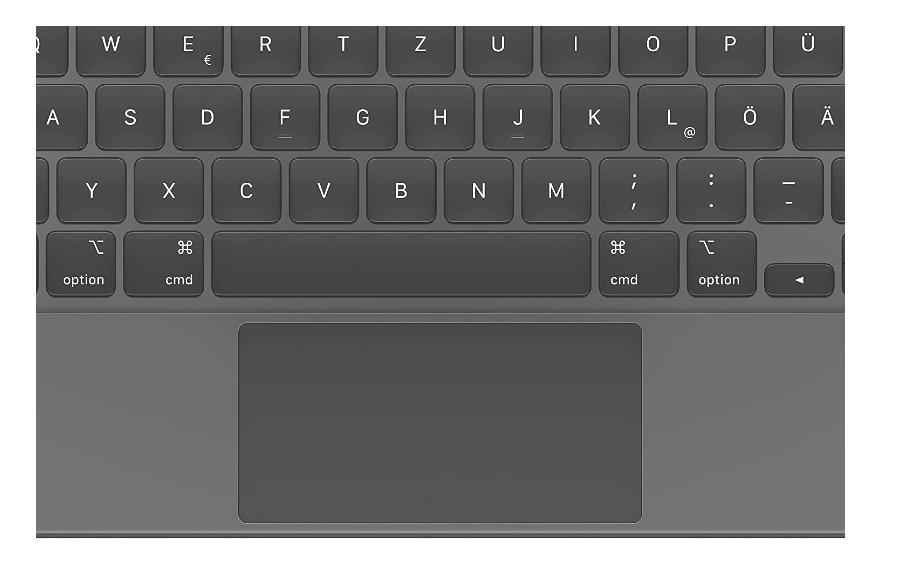 Q W E € R T Z U I O P Ü
A S D F G H J K L @ Ö Ä
Y X C V B N M ; , : . _ -
⌥ ⌘ ⌘ ⌥
option cmd cmd option ◄